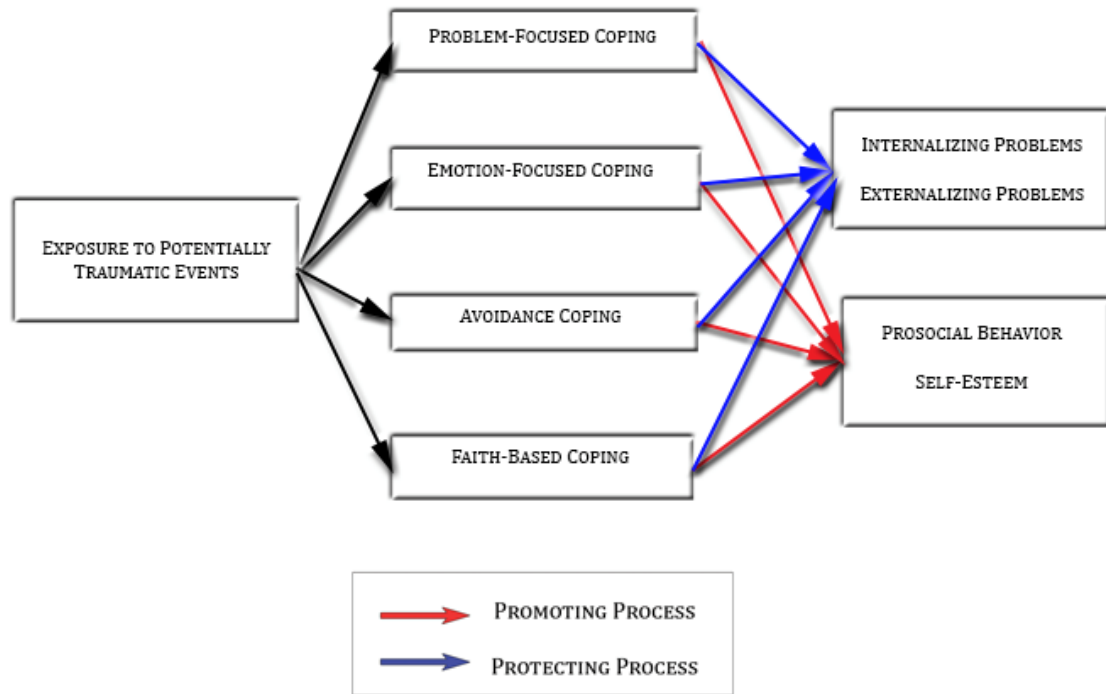 PROBLEM-FOCUSED COPING
EMOTION-FOCUSED COPING
AVOIDANCE COPING
FAITH-BASED COPING
EXPOSURE TO POTENTIALLY
TRAUMATIC EVENTS
INTERNALIZING PROBLEMS
EXTERNALIZING PROBLEMS
PROSOCIAL BEHAVIOR
SELF-ESTEEM
PROMOTING PROCESS
PROTECTING PROCESS